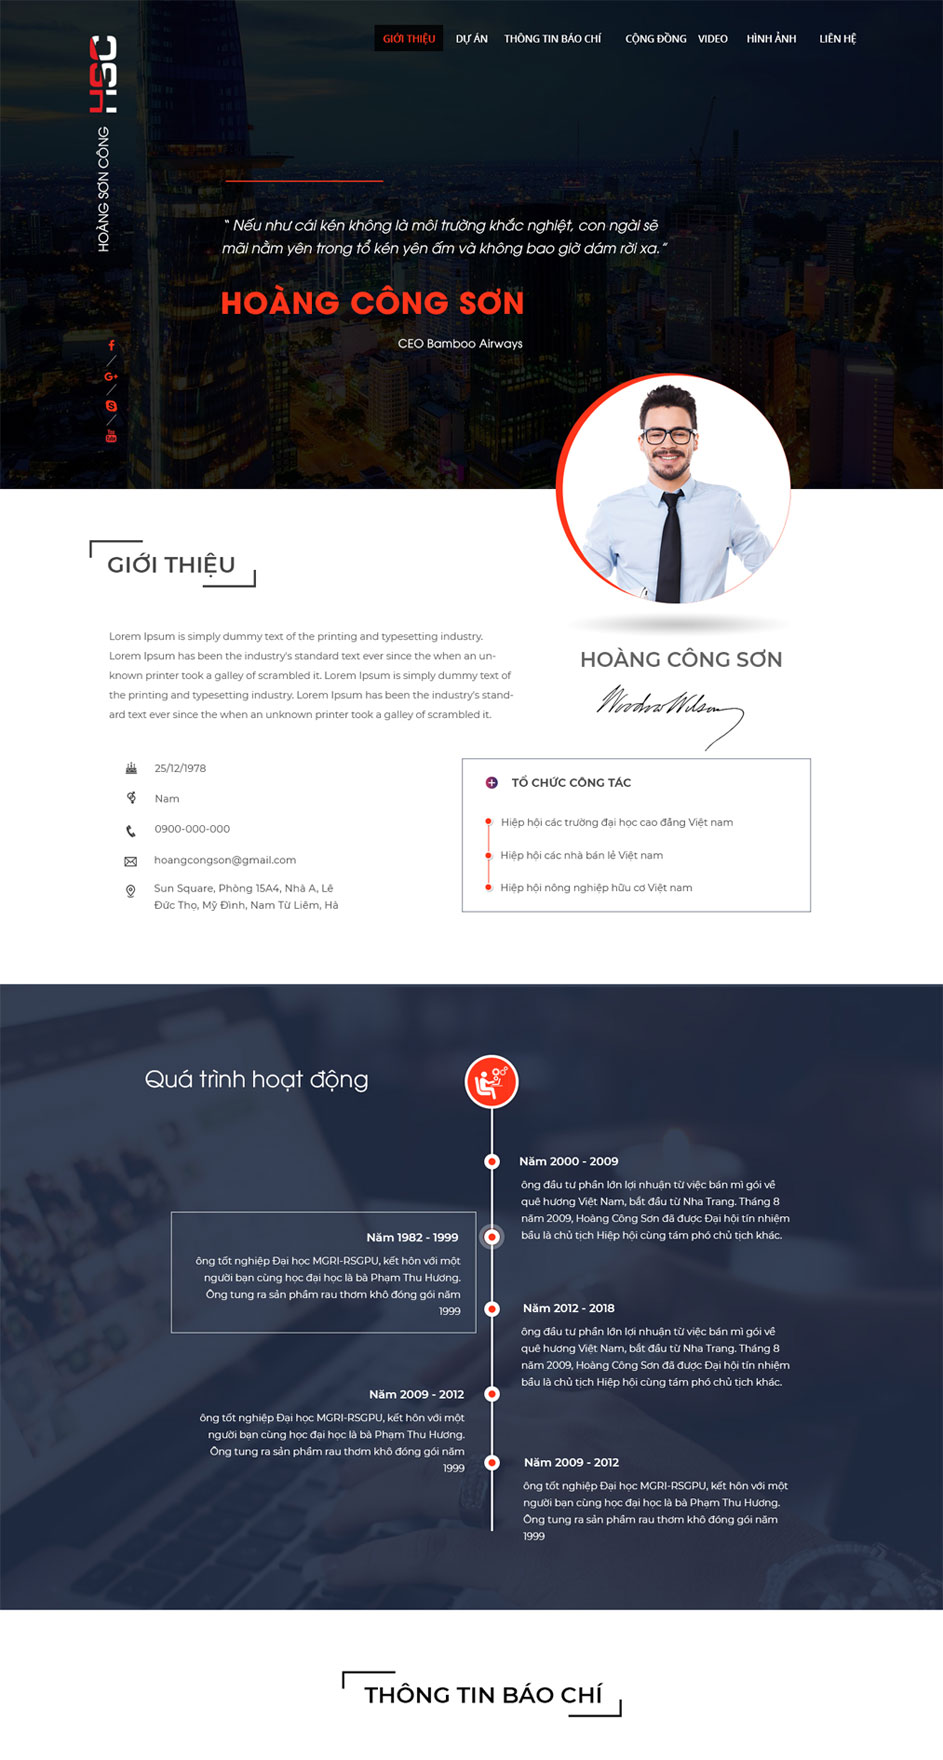 GIỚI THIỆU DỰ ÁN THÔNG TIN BÁO CHÍ CỘNG ĐỒNG VIDEO HÌNH ẢNH LIÊN HỆ
HSC
HOÀNG SƠN CÔNG
“ Nếu như cái kén không là môi trường khắc nghiệt, con ngài sẽ
mãi nằm yên trong tổ kén yên ấm và không bao giờ dám rời xa.”
HOÀNG CÔNG SƠN
CEO Bamboo Airways
GIỚI THIỆU
Lorem Ipsum is simply dummy text of the printing and typesetting industry.
Lorem Ipsum has been the industry's standard text ever since the when an un-
known printer took a galley of scrambled it. Lorem Ipsum is simply dummy text of
the printing and typesetting industry. Lorem Ipsum has been the industry's stand-
ard text ever since the when an unknown printer took a galley of scrambled it.
HOÀNG CÔNG SƠN
Woodrow Wilson
25/12/1978
Nam
0900-000-000
hoangcongson@gmail.com
Sun Square, Phòng 15A4, Nhà A, Lê
Đức Thọ, Mỹ Đình, Nam Từ Liêm, Hà
TỔ CHỨC CÔNG TÁC
Hiệp hội các trường đại học cao đẳng Việt nam
Hiệp hội các nhà bán lẻ Việt nam
Hiệp hội nông nghiệp hữu cơ Việt nam
Quá trình hoạt động
Năm 2000 - 2009
ông đầu tư phần lớn lợi nhuận từ việc bán mì gói về
quê hương Việt Nam, bắt đầu từ Nha Trang. Tháng 8
năm 2009, Hoàng Công Sơn đã được Đại hội tín nhiệm
bầu là chủ tịch Hiệp hội cùng tám phó chủ tịch khác.
Năm 1982 - 1999
ông tốt nghiệp Đại học MGRI-RSGPU, kết hôn với một
người bạn cùng học đại học là bà Phạm Thu Hương.
Ông tung ra sản phẩm rau thơm khô đóng gói năm
1999
Năm 2012 - 2018
ông đầu tư phần lớn lợi nhuận từ việc bán mì gói về
quê hương Việt Nam, bắt đầu từ Nha Trang. Tháng 8
năm 2009, Hoàng Công Sơn đã được Đại hội tín nhiệm
bầu là chủ tịch Hiệp hội cùng tám phó chủ tịch khác.
Năm 2009 - 2012
ông tốt nghiệp Đại học MGRI-RSGPU, kết hôn với một
người bạn cùng học đại học là bà Phạm Thu Hương.
Ông tung ra sản phẩm rau thơm khô đóng gói năm
1999
Năm 2009 - 2012
ông tốt nghiệp Đại học MGRI-RSGPU, kết hôn với một
người bạn cùng học đại học là bà Phạm Thu Hương.
Ông tung ra sản phẩm rau thơm khô đóng gói năm
1999
THÔNG TIN BÁO CHÍ